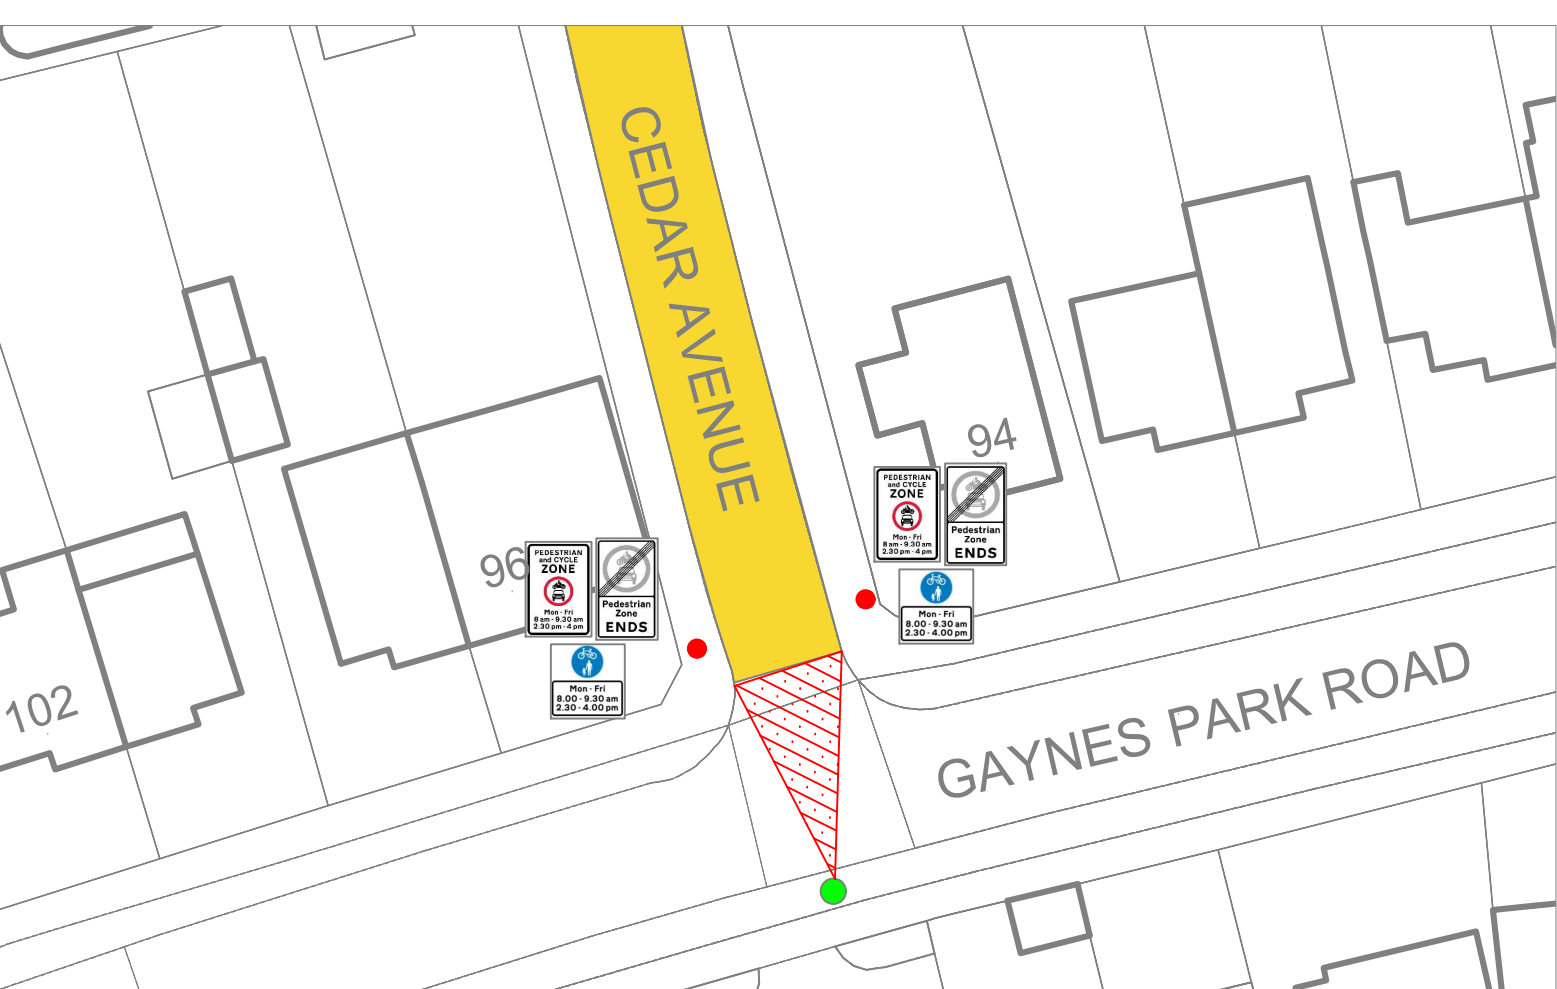 CEDAR AVENUE
94
PEDESTRIAN
and CYCLE
ZONE
Mon - Fri
8 am - 9.30 am
2.30 pm - 4 pm
Pedestrian
Zone
ENDS
Mon - Fri
8.00 - 9.30 am
2.30 - 4.00 pm
96
PEDESTRIAN
and CYCLE
ZONE
Mon - Fri
8 am - 9.30 am
2.30 pm - 4 pm
Pedestrian
Zone
ENDS
Mon - Fri
8.00 - 9.30 am
2.30 - 4.00 pm
102
GAYNES PARK ROAD